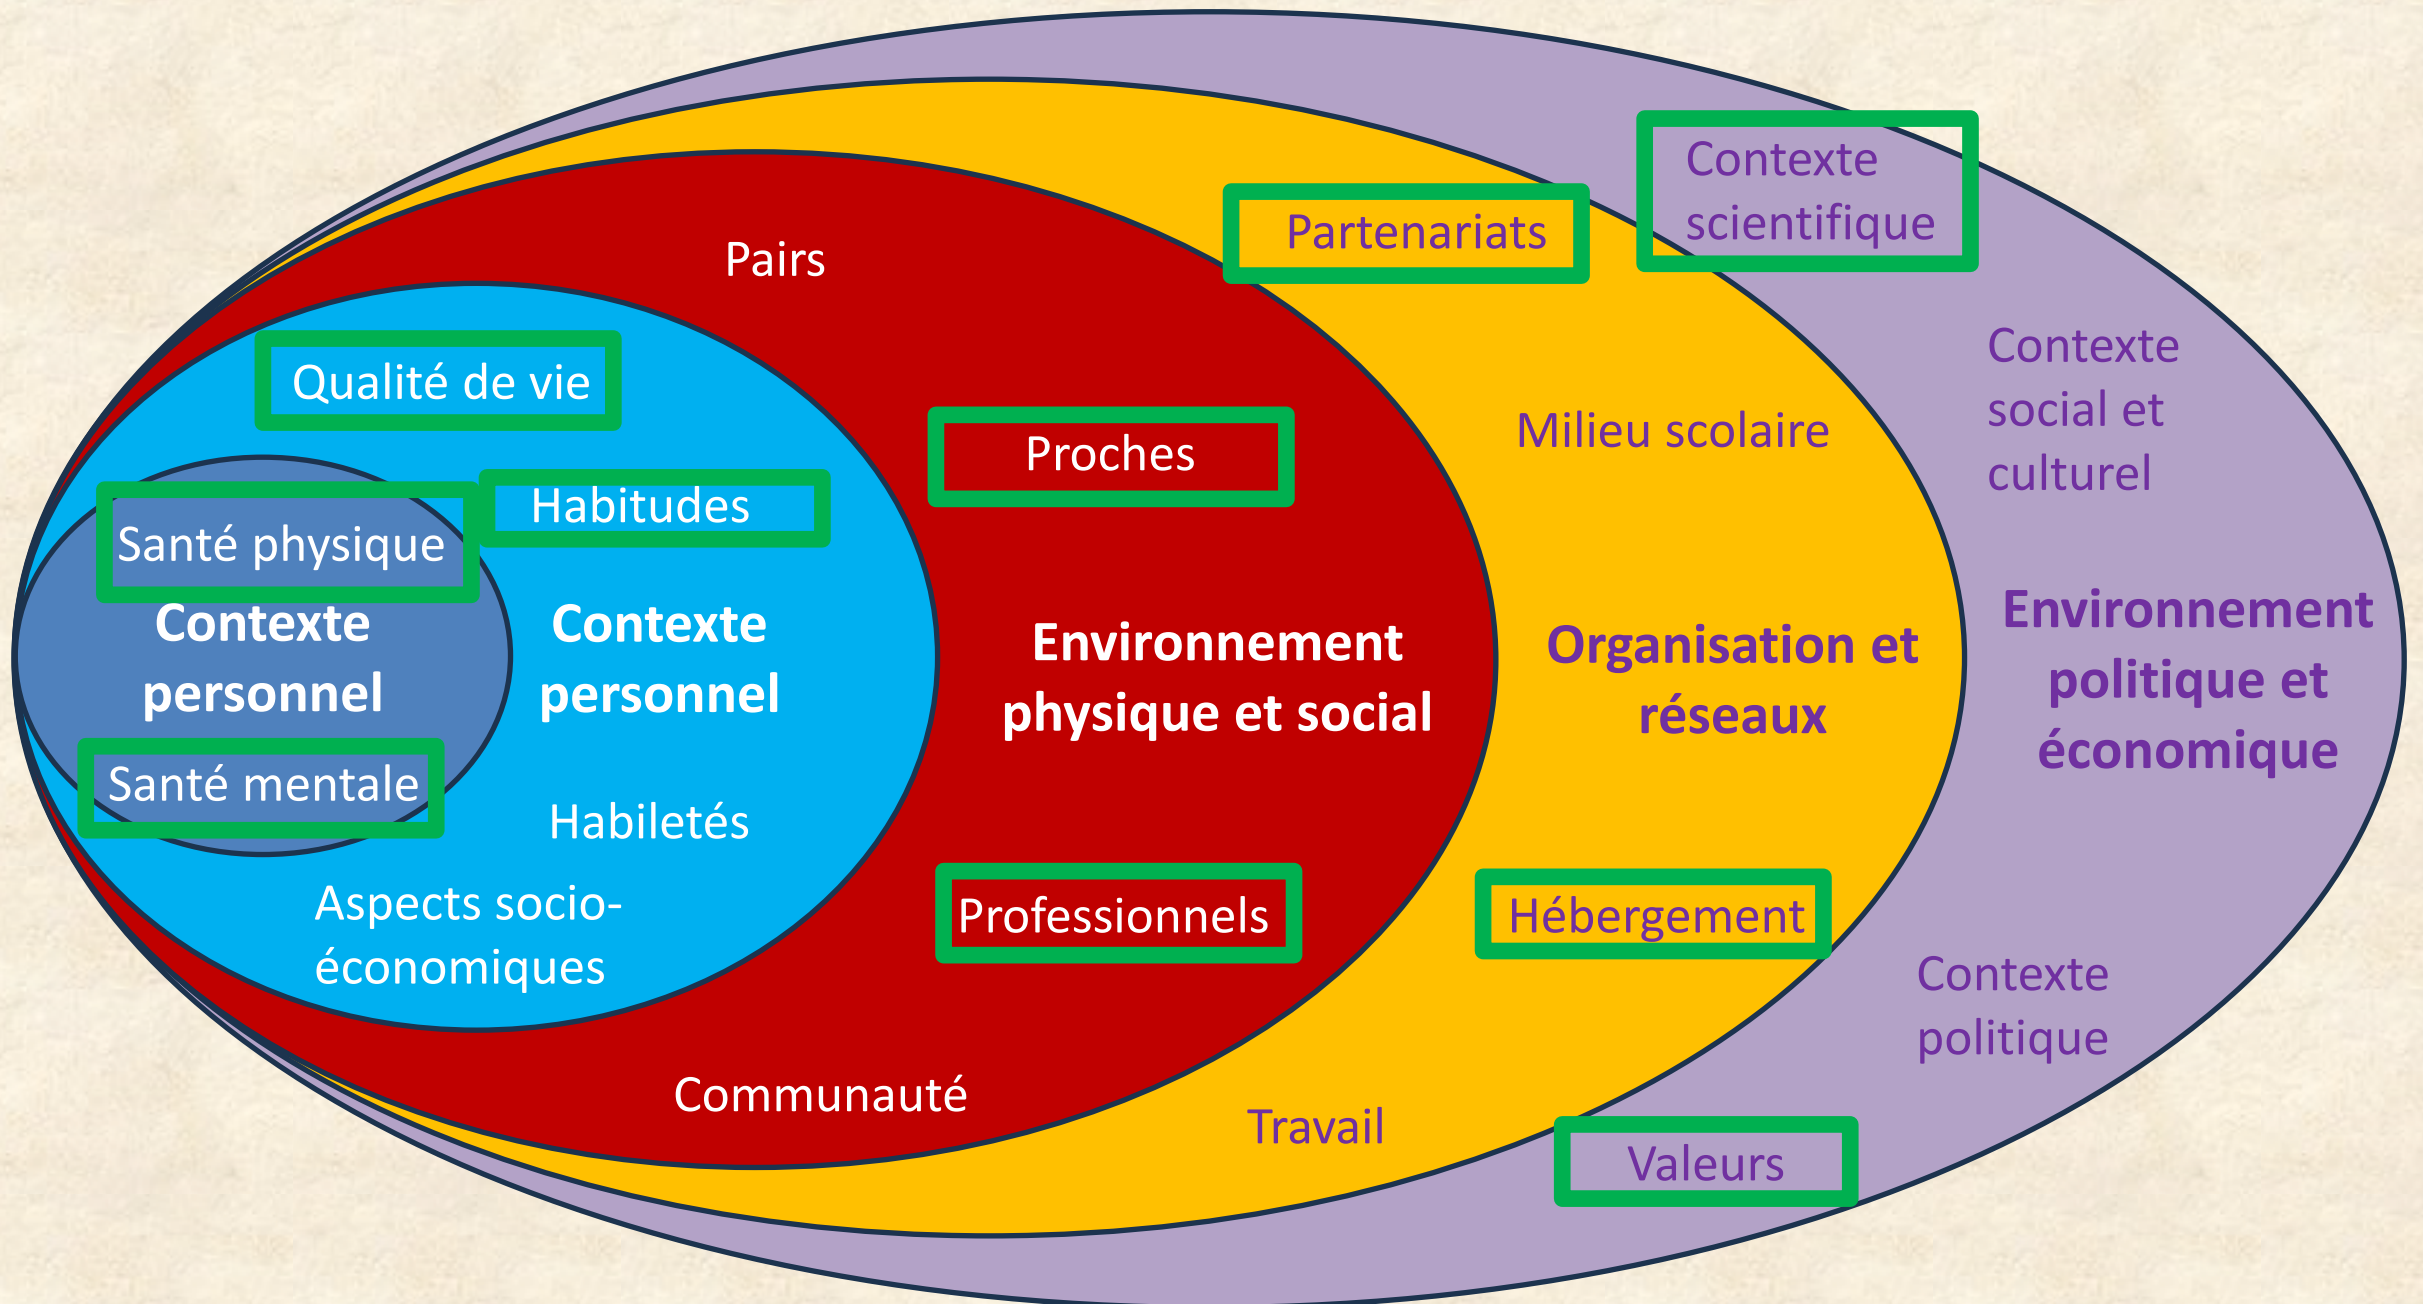 Contexte
scientifique
Partenariats
Pairs
Contexte
social et
culturel
Qualité de vie
Milieu scolaire
Proches
Habitudes
Santé physique
Contexte
personnel
Contexte
personnel
Environnement
physique et social
Organisation et
réseaux
Environnement
politique et
économique
Santé mentale
Habiletés
Aspects socio-
économiques
Professionnels
Hébergement
Contexte
politique
Communauté
Travail
Valeurs